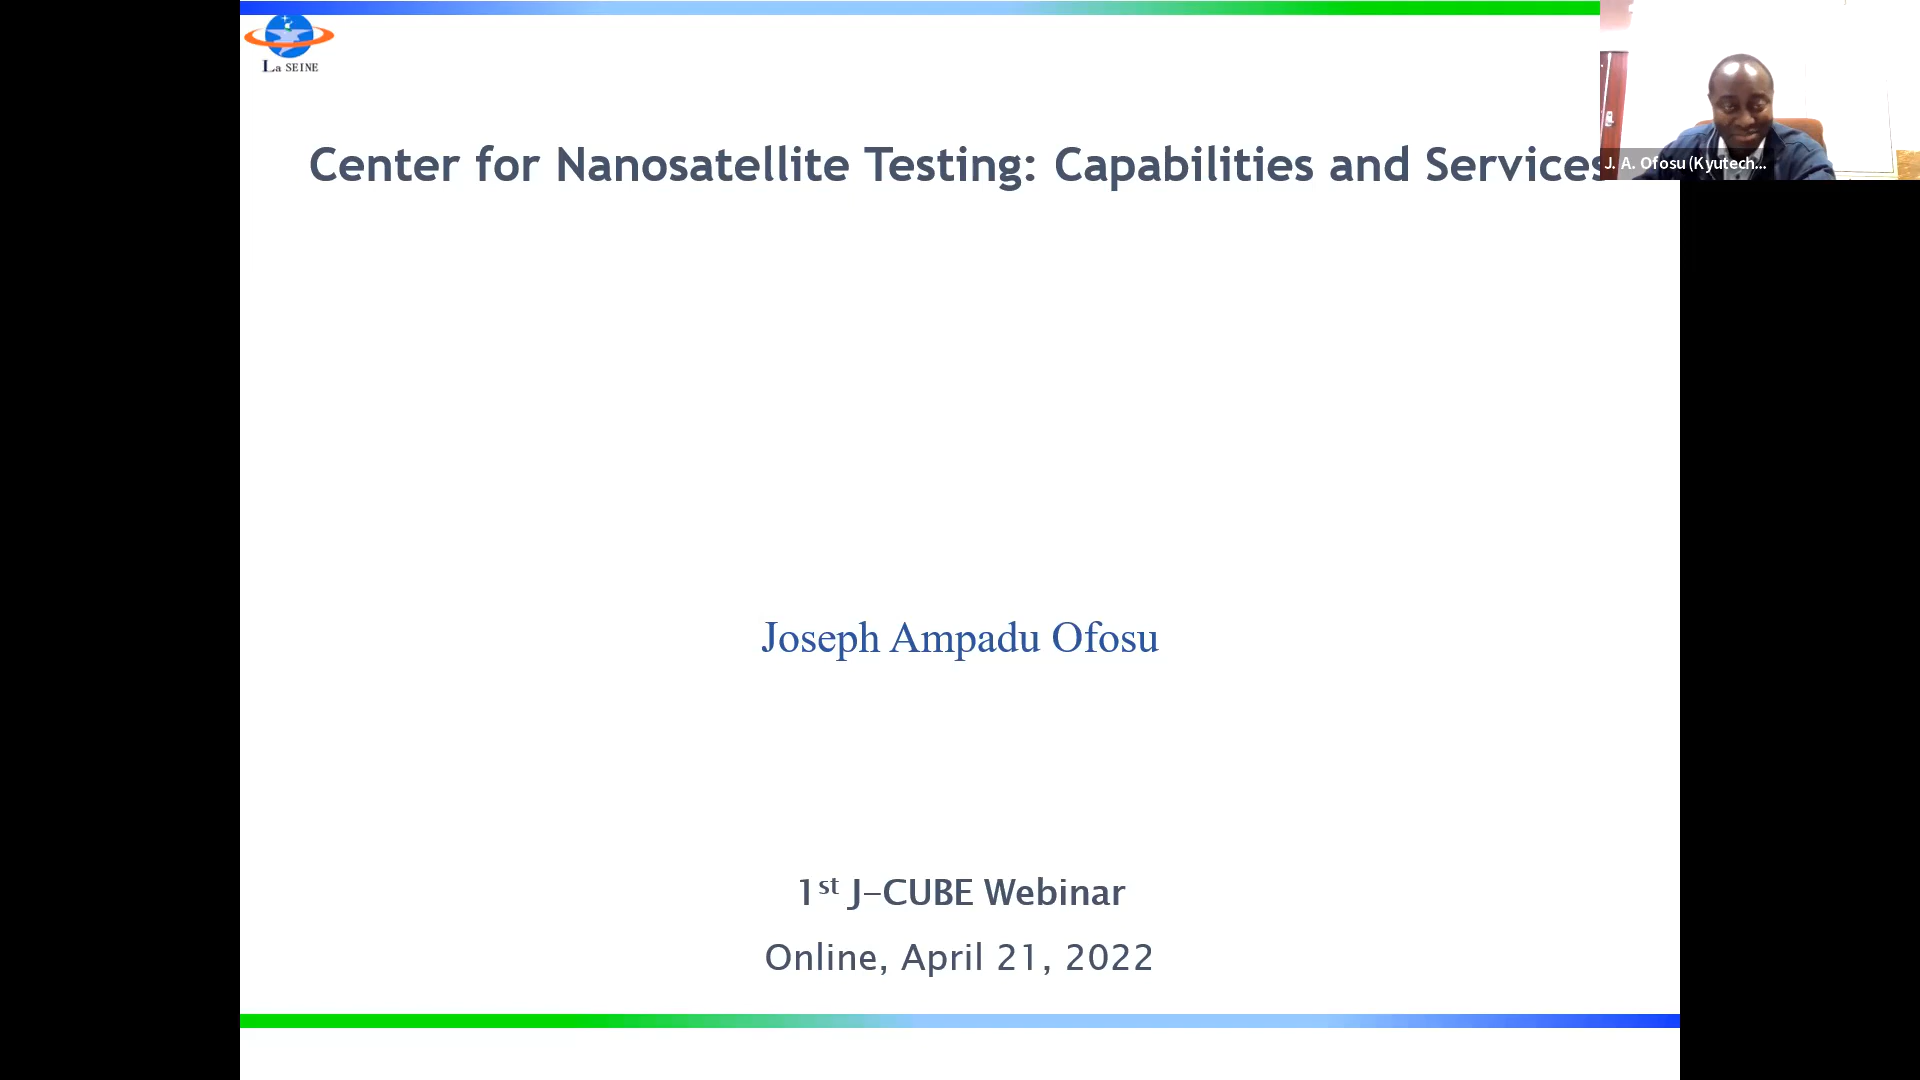 La SEINE
Center for Nanosatellite Testing: Capabilities and Services
J. A. Ofosu (Kyutech...
Joseph Ampadu Ofosu
1st J-CUBE Webinar
Online, April 21, 2022